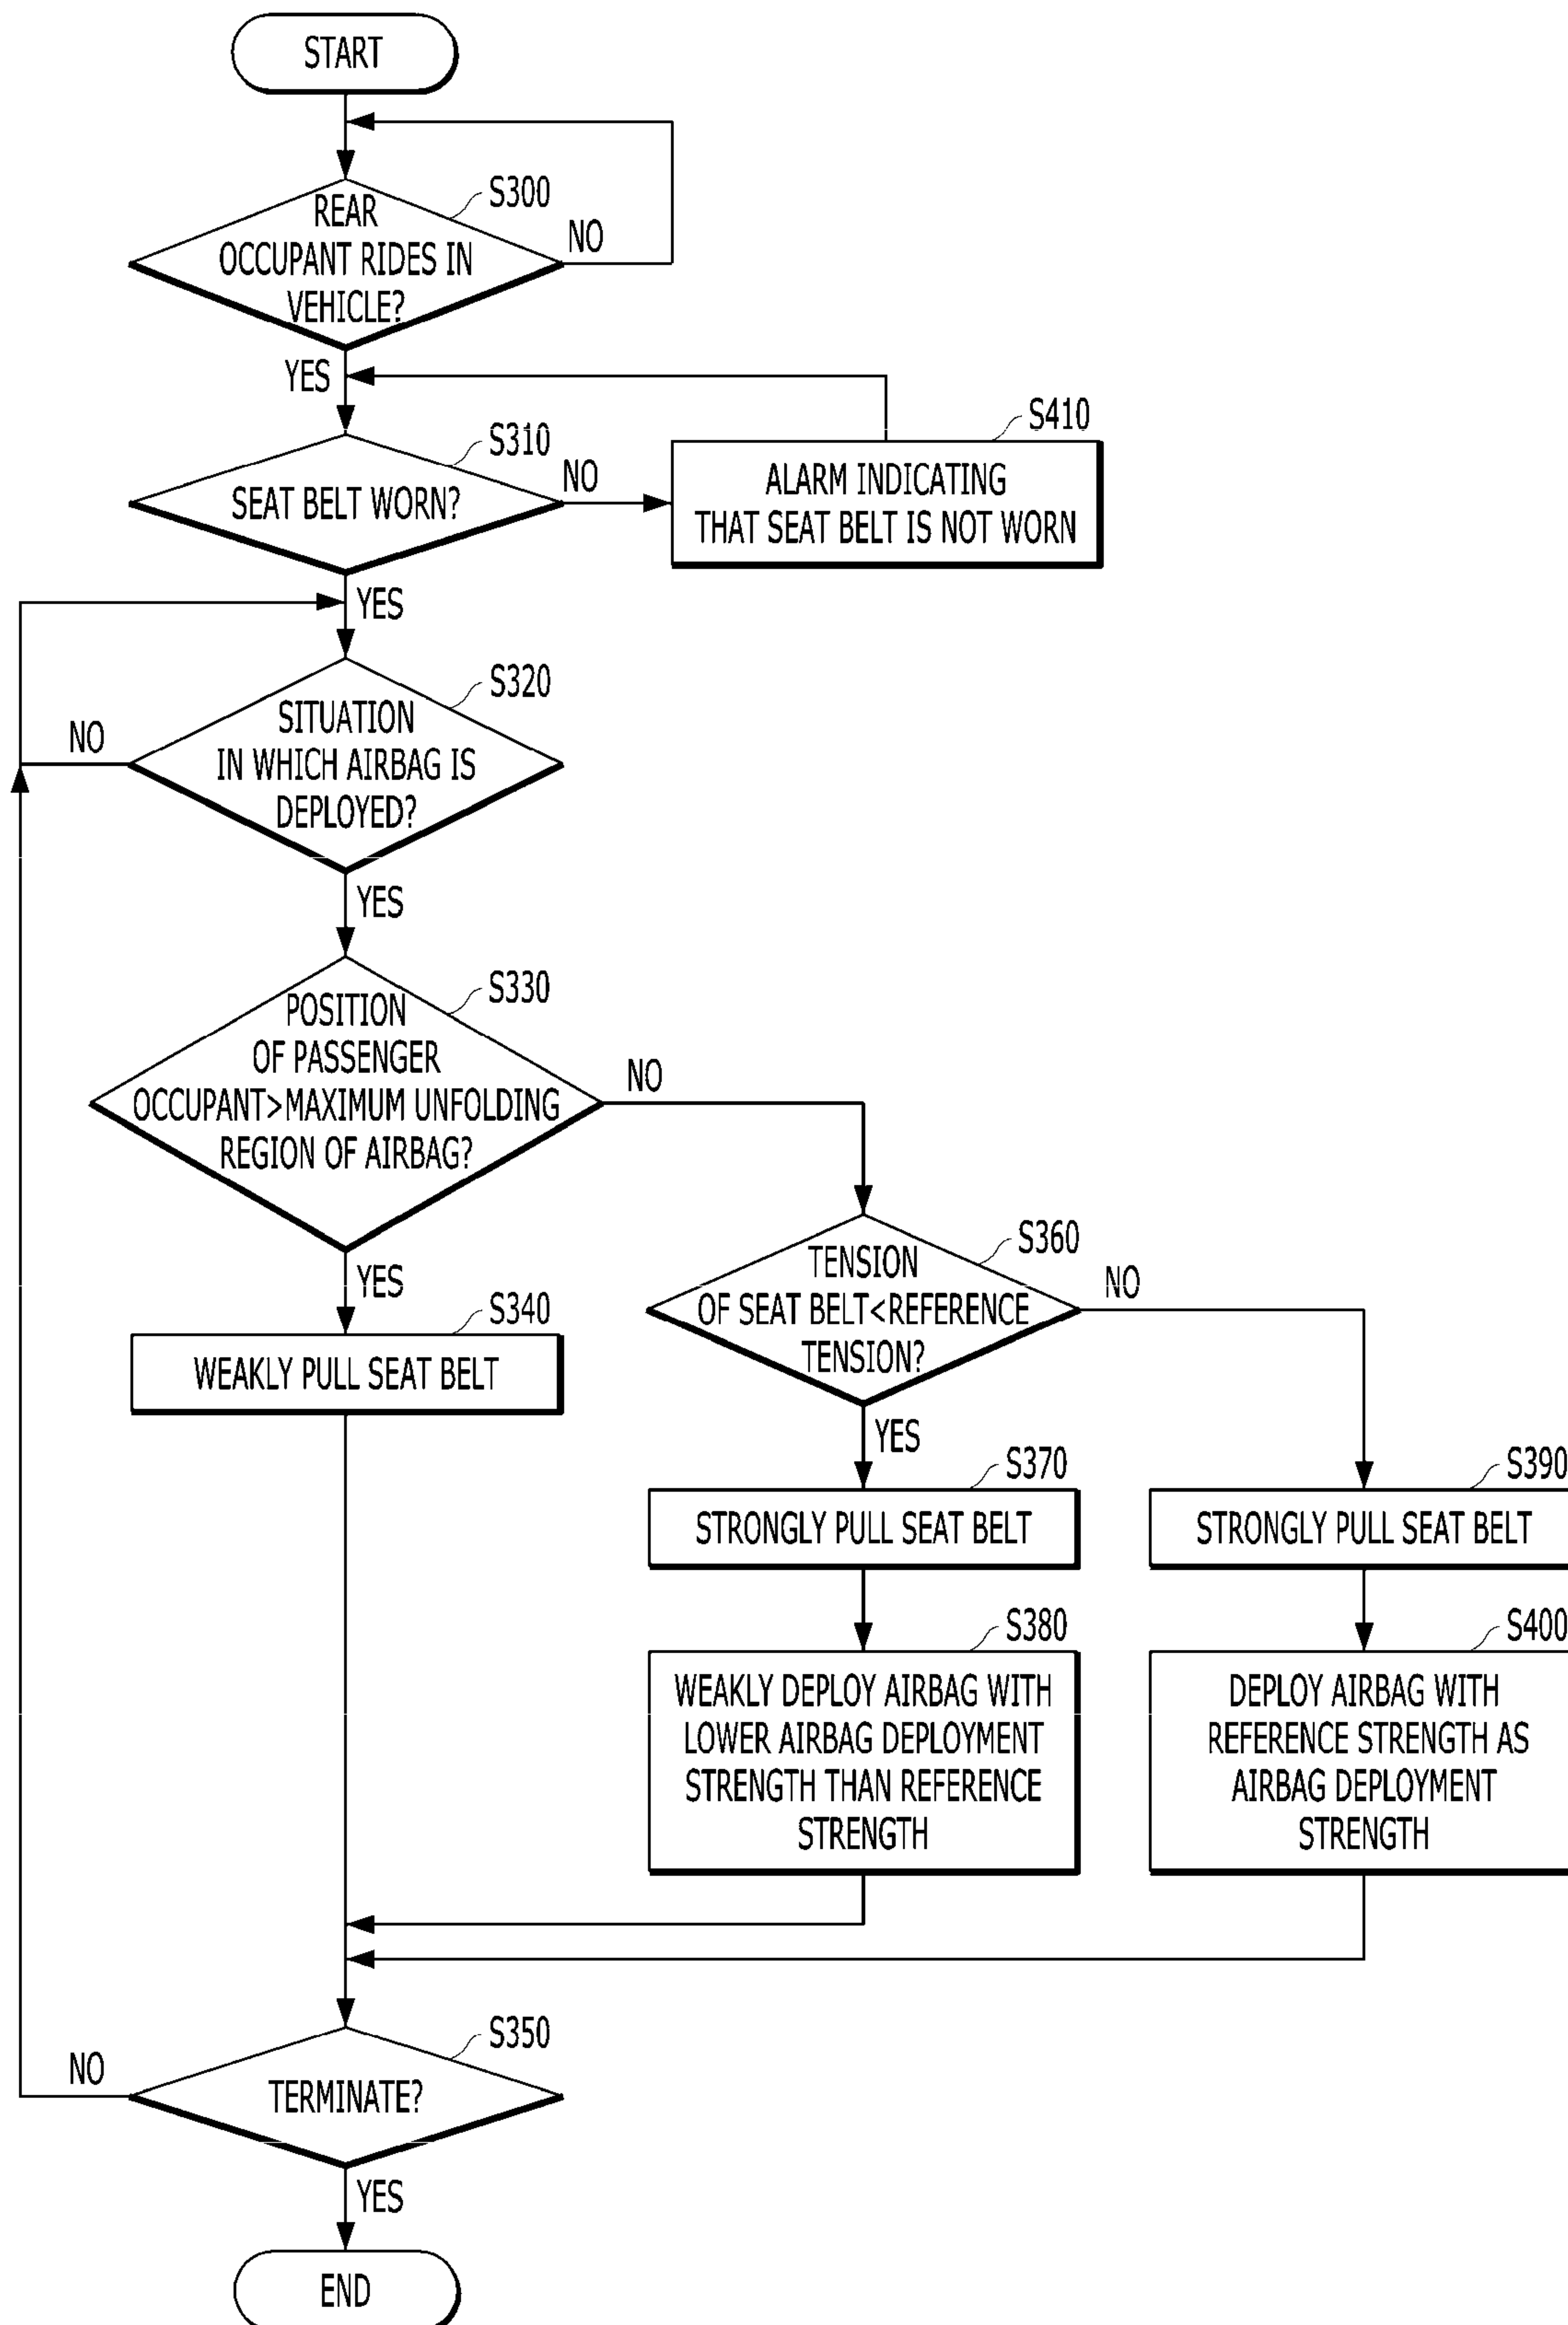 START
S300
REAR
OCCUPANT RIDES IN
VEHICLE?
NO
YES
S310
SEAT BELT WORN?
NO
S410
ALARM INDICATING
THAT SEAT BELT IS NOT WORN
YES
S320
SITUATION
IN WHICH AIRBAG IS
DEPLOYED?
NO
YES
S330
POSITION
OF PASSENGER
OCCUPANT>MAXIMUM UNFOLDING
REGION OF AIRBAG?
NO
YES
S340
WEAKLY PULL SEAT BELT
S360
TENSION
OF SEAT BELT<REFERENCE
TENSION?
NO
YES
S370
STRONGLY PULL SEAT BELT
S390
STRONGLY PULL SEAT BELT
S380
WEAKLY DEPLOY AIRBAG WITH
LOWER AIRBAG DEPLOYMENT
STRENGTH THAN REFERENCE
STRENGTH
S400
DEPLOY AIRBAG WITH
REFERENCE STRENGTH AS
AIRBAG DEPLOYMENT
STRENGTH
S350
TERMINATE?
NO
YES
END